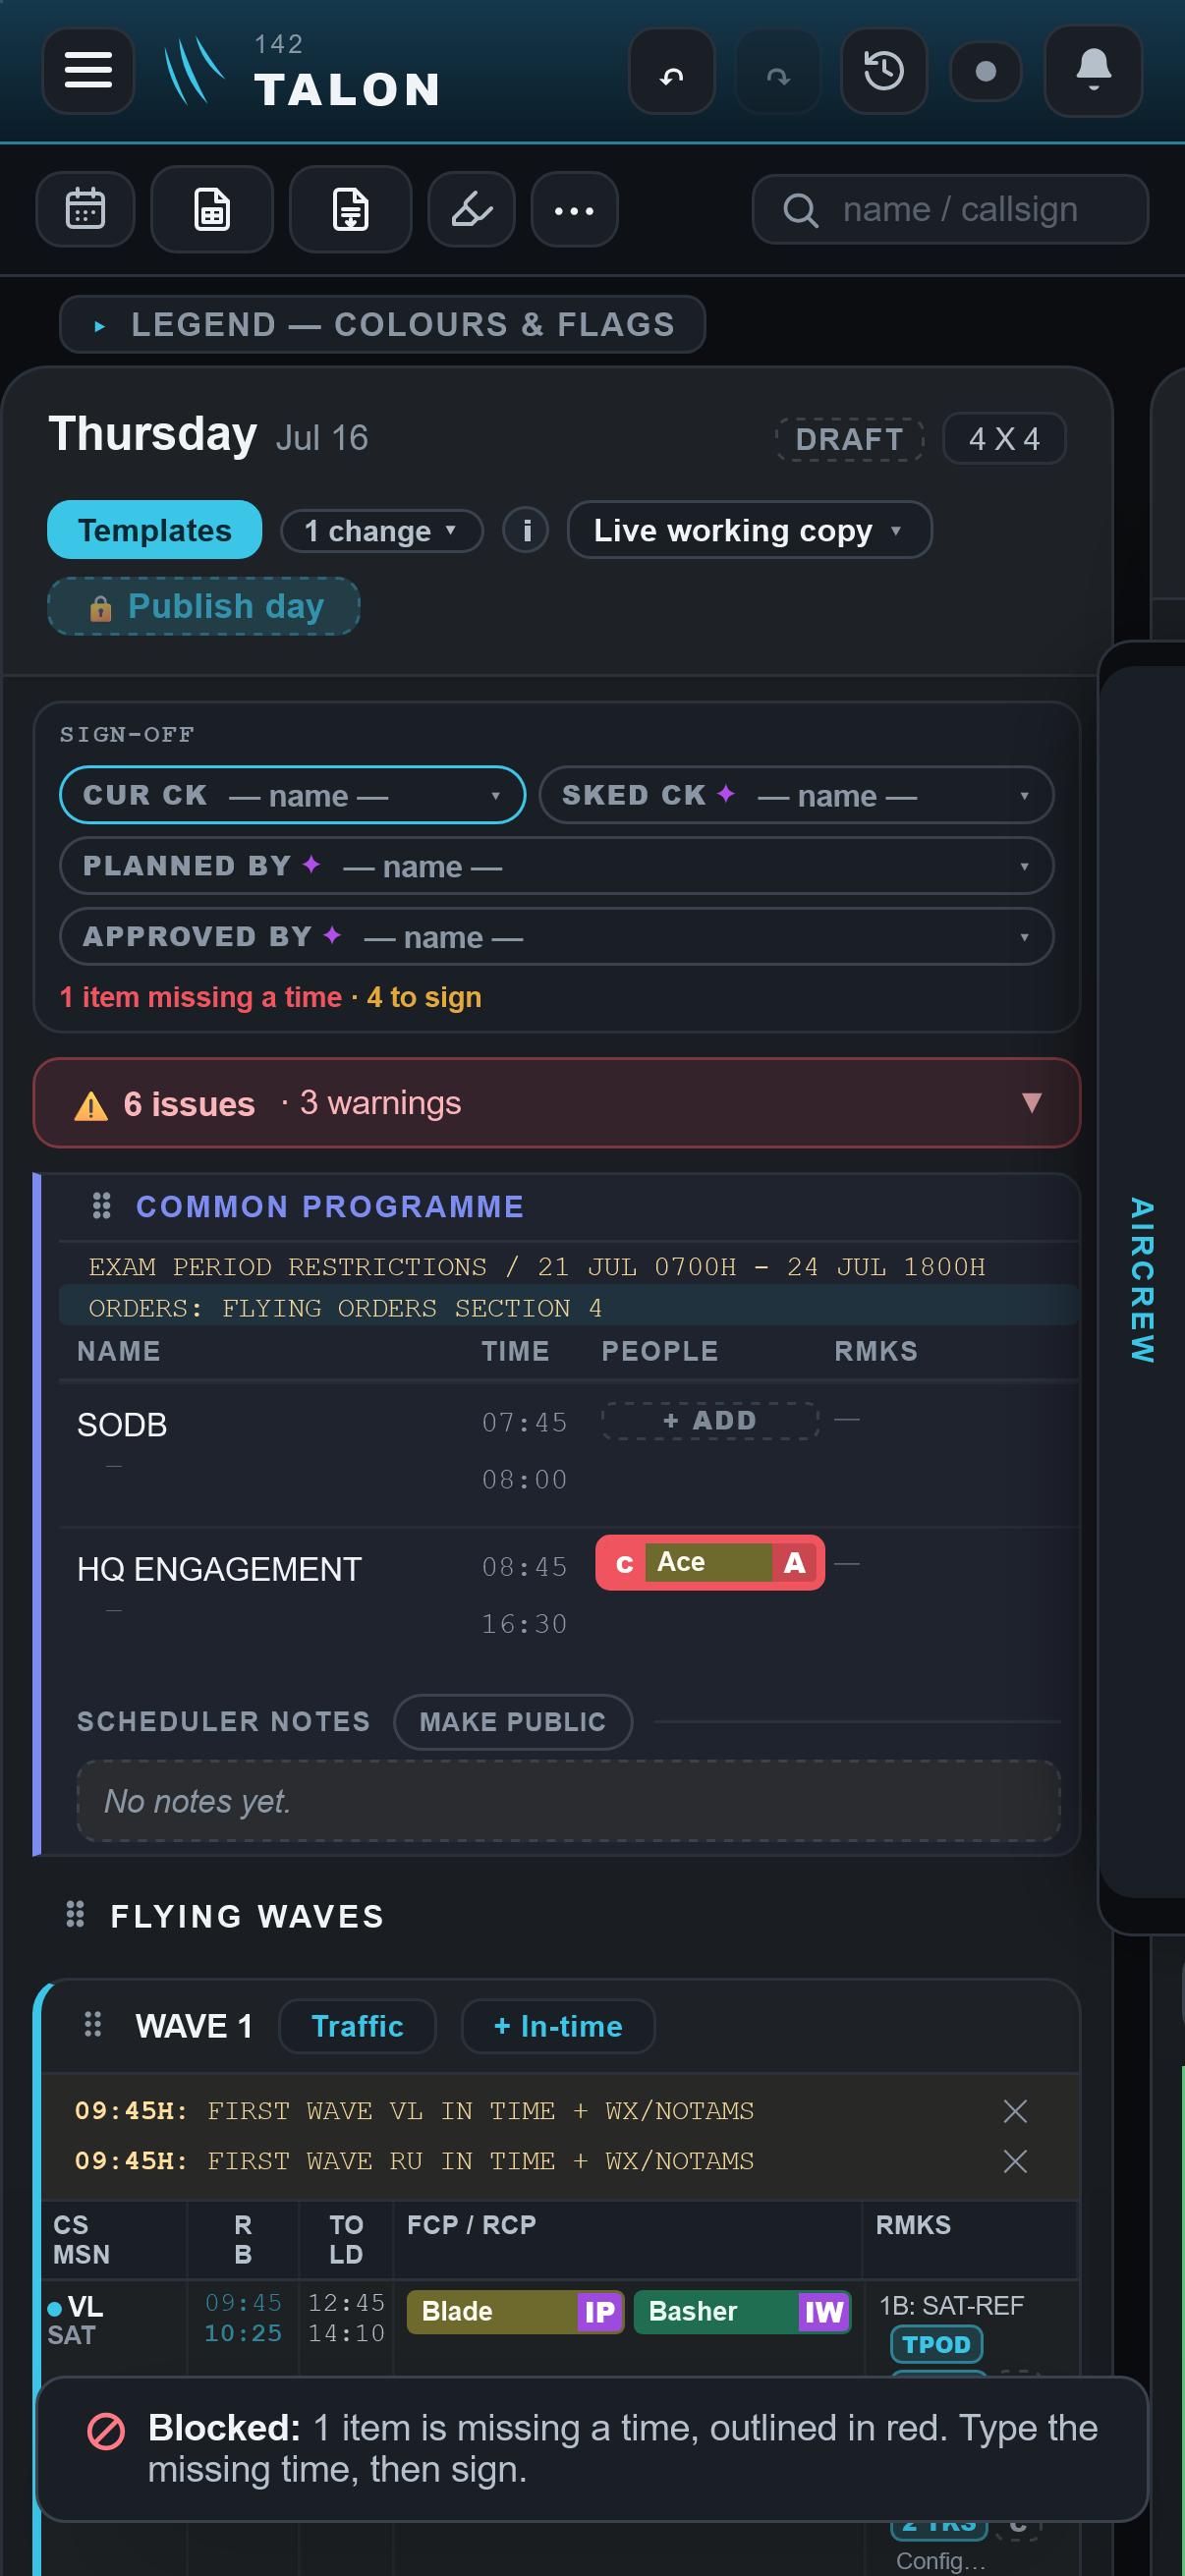 142
TALON
name / callsign
LEGEND — COLOURS & FLAGS
Thursday Jul 16 DRAFT 4 X 4
Templates 1 change i Live working copy
Publish day
SIGN-OFF
CUR CK — name — SKED CK — name —
PLANNED BY — name —
APPROVED BY — name —
1 item missing a time · 4 to sign
6 issues · 3 warnings
COMMON PROGRAMME
EXAM PERIOD RESTRICTIONS / 21 JUL 0700H - 24 JUL 1800H
ORDERS: FLYING ORDERS SECTION 4
NAME TIME PEOPLE RMKS
SODB 07:45 + ADD —
— 08:00
HQ ENGAGEMENT 08:45 C Ace A —
— 16:30
AIRCREW
SCHEDULER NOTES MAKE PUBLIC
No notes yet.
FLYING WAVES
WAVE 1 Traffic + In-time
09:45H: FIRST WAVE VL IN TIME + WX/NOTAMS
09:45H: FIRST WAVE RU IN TIME + WX/NOTAMS
CS R TO FCP / RCP RMKS
MSN B LD
VL 09:45 12:45 Blade IP Basher IW 1B: SAT-REF
SAT 10:25 14:10 TPOD
Blocked: 1 item is missing a time, outlined in red. Type the
missing time, then sign.
Config...